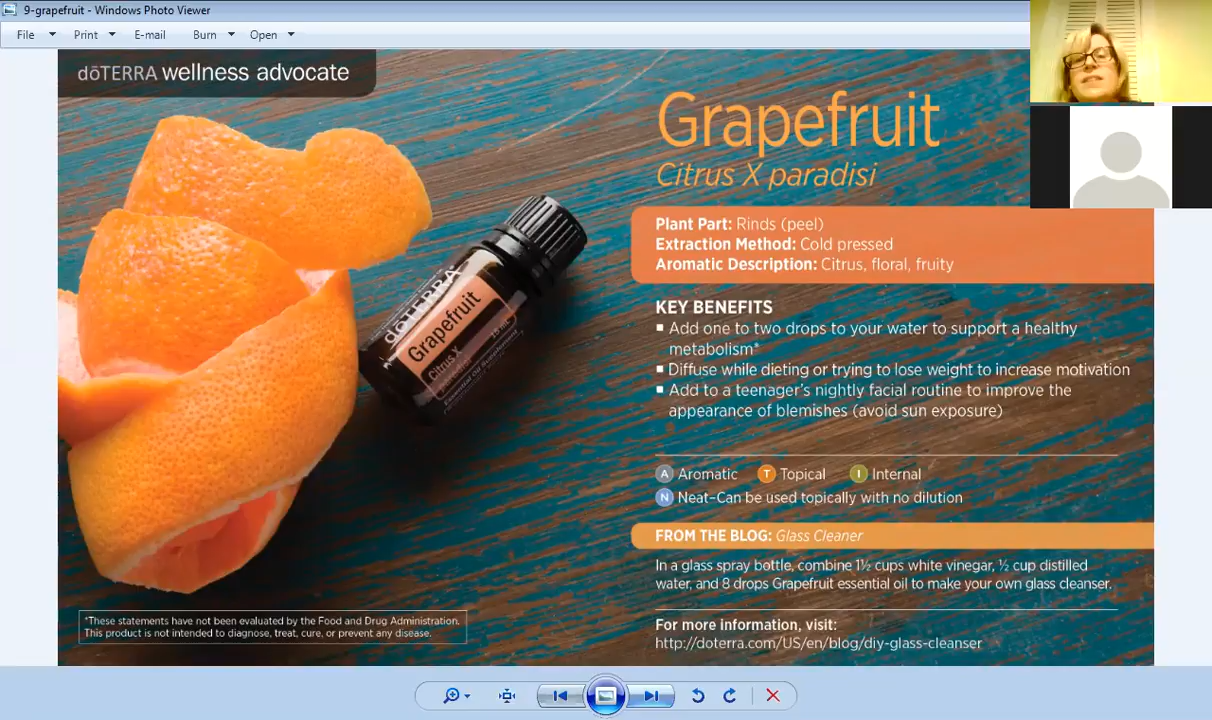 9-grapefruit - Windows Photo Viewer
File Print E-mail Burn Open
dōTERRA wellness advocate
Grapefruit
Citrus X paradisi
Plant Part: Rinds (peel)
Extraction Method: Cold pressed
Aromatic Description: Citrus, floral, fruity
KEY BENEFITS
▪ Add one to two drops to your water to support a healthy
metabolism*
▪ Diffuse while dieting or trying to lose weight to increase motivation
▪ Add to a teenager's nightly facial routine to improve the
appearance of blemishes (avoid sun exposure)
A Aromatic T Topical I Internal
N Neat–Can be used topically with no dilution
FROM THE BLOG: Glass Cleaner
In a glass spray bottle, combine 1½ cups white vinegar, ½ cup distilled
water, and 8 drops Grapefruit essential oil to make your own glass cleanser.
For more information, visit:
http://doterra.com/US/en/blog/diy-glass-cleanser
dōTERRA
Grapefruit
Citrus X
*These statements have not been evaluated by the Food and Drug Administration.
This product is not intended to diagnose, treat, cure, or prevent any disease.